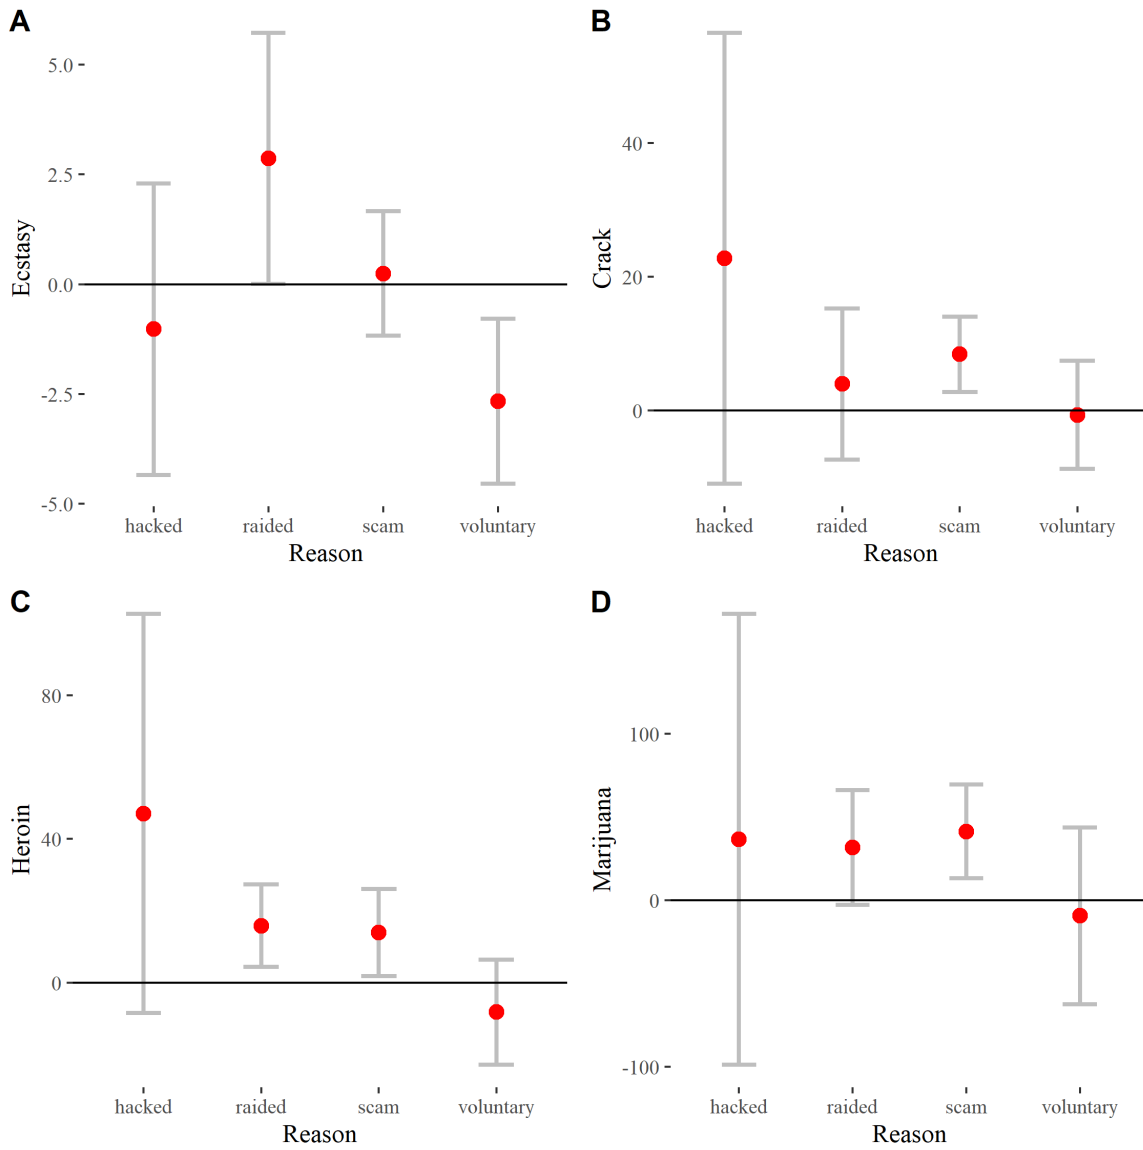 A
Ecstasy
5.0
2.5
0.0
-2.5
-5.0
hacked raided scam voluntary
Reason
B
Crack
40
20
0
hacked raided scam voluntary
Reason
C
Heroin
80
40
0
hacked raided scam voluntary
Reason
D
Marijuana
100
0
-100
hacked raided scam voluntary
Reason